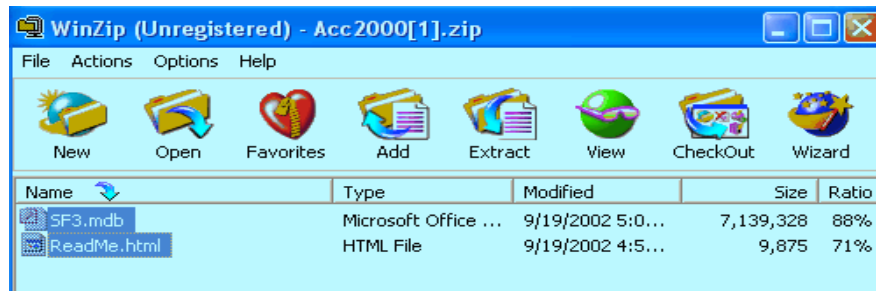 WinZip (Unregistered) - Acc2000[1].zip
File Actions Options Help
New Open Favorites Add Extract View CheckOut Wizard
Name Type Modified Size Ratio
SF3.mdb Microsoft Office ... 9/19/2002 5:0... 7,139,328 88%
ReadMe.html HTML File 9/19/2002 4:5... 9,875 71%